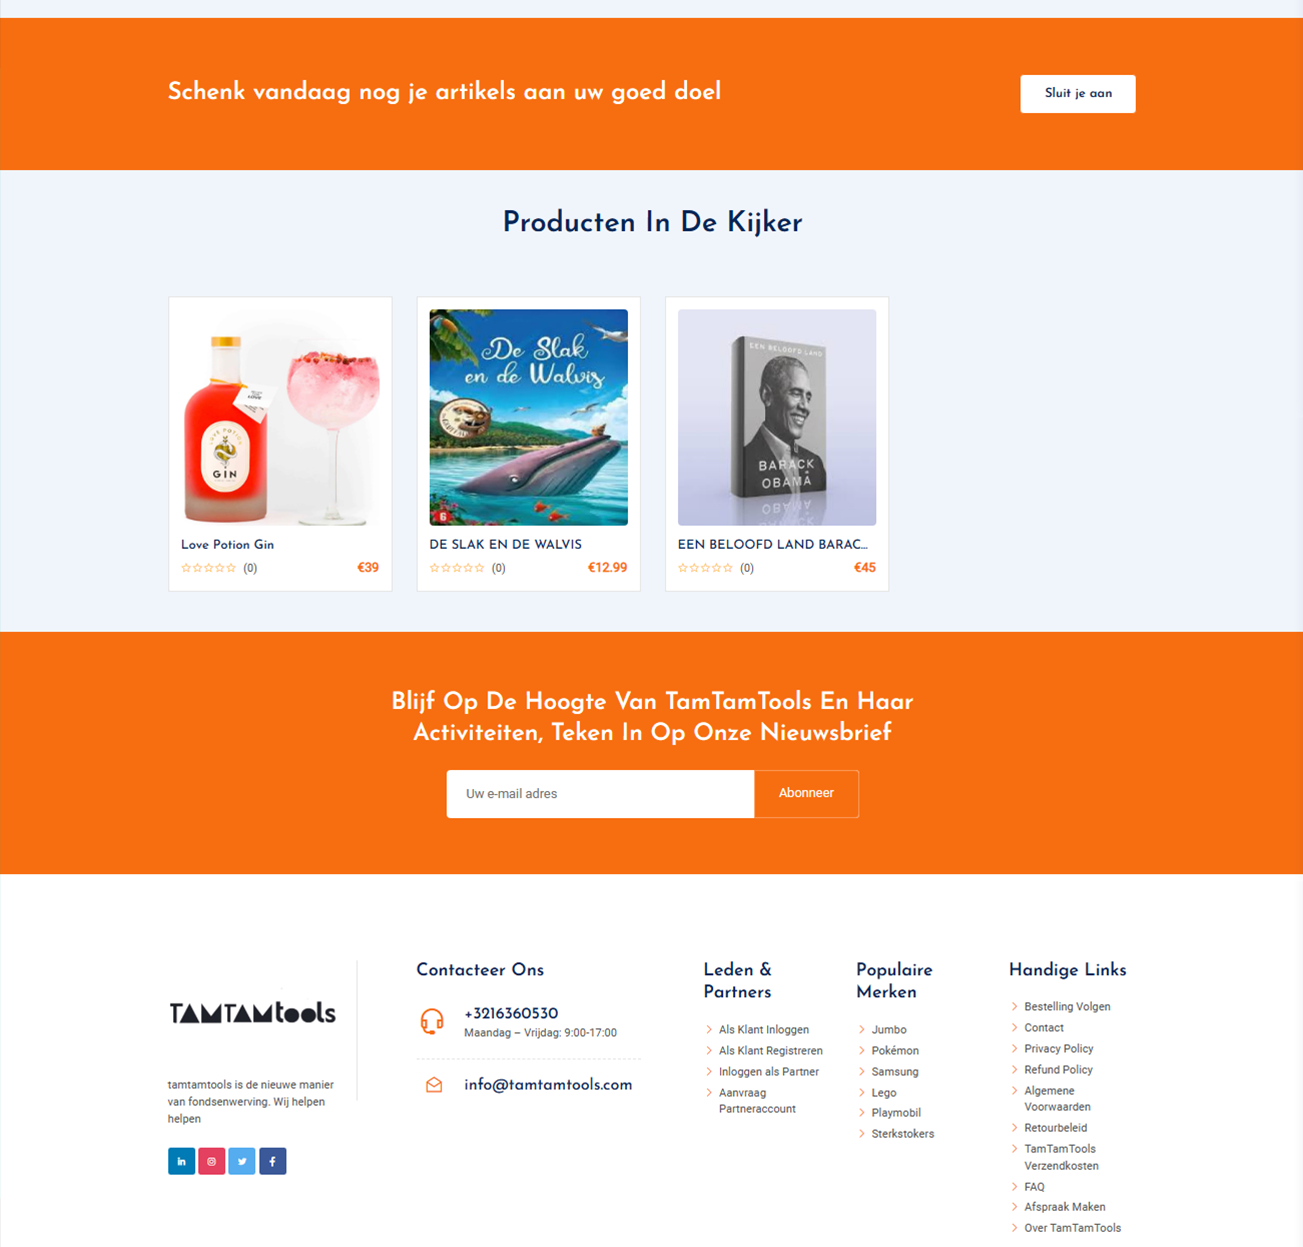 Schenk vandaag nog je artikels aan uw goed doel
Sluit je aan
Producten In De Kijker
LOVE
LOVE POTION
GIN
De Slak
en de Walvis
6
EEN BELOOFD LAND
BARACK
OBAMA
Love Potion Gin
(0)
€39
DE SLAK EN DE WALVIS
(0)
€12.99
EEN BELOOFD LAND BARAC...
(0)
€45
Blijf Op De Hoogte Van TamTamTools En Haar
Activiteiten, Teken In Op Onze Nieuwsbrief
Uw e-mail adres
Abonneer
TAMTAMtools
tamtamtools is de nieuwe manier
van fondsenwerving. Wij helpen
helpen
Contacteer Ons
+3216360530
Maandag – Vrijdag: 9:00-17:00
info@tamtamtools.com
Leden &
Partners
Als Klant Inloggen
Als Klant Registreren
Inloggen als Partner
Aanvraag
Partneraccount
Populaire
Merken
Jumbo
Pokémon
Samsung
Lego
Playmobil
Sterkstokers
Handige Links
Bestelling Volgen
Contact
Privacy Policy
Refund Policy
Algemene
Voorwaarden
Retourbeleid
TamTamTools
Verzendkosten
FAQ
Afspraak Maken
Over TamTamTools